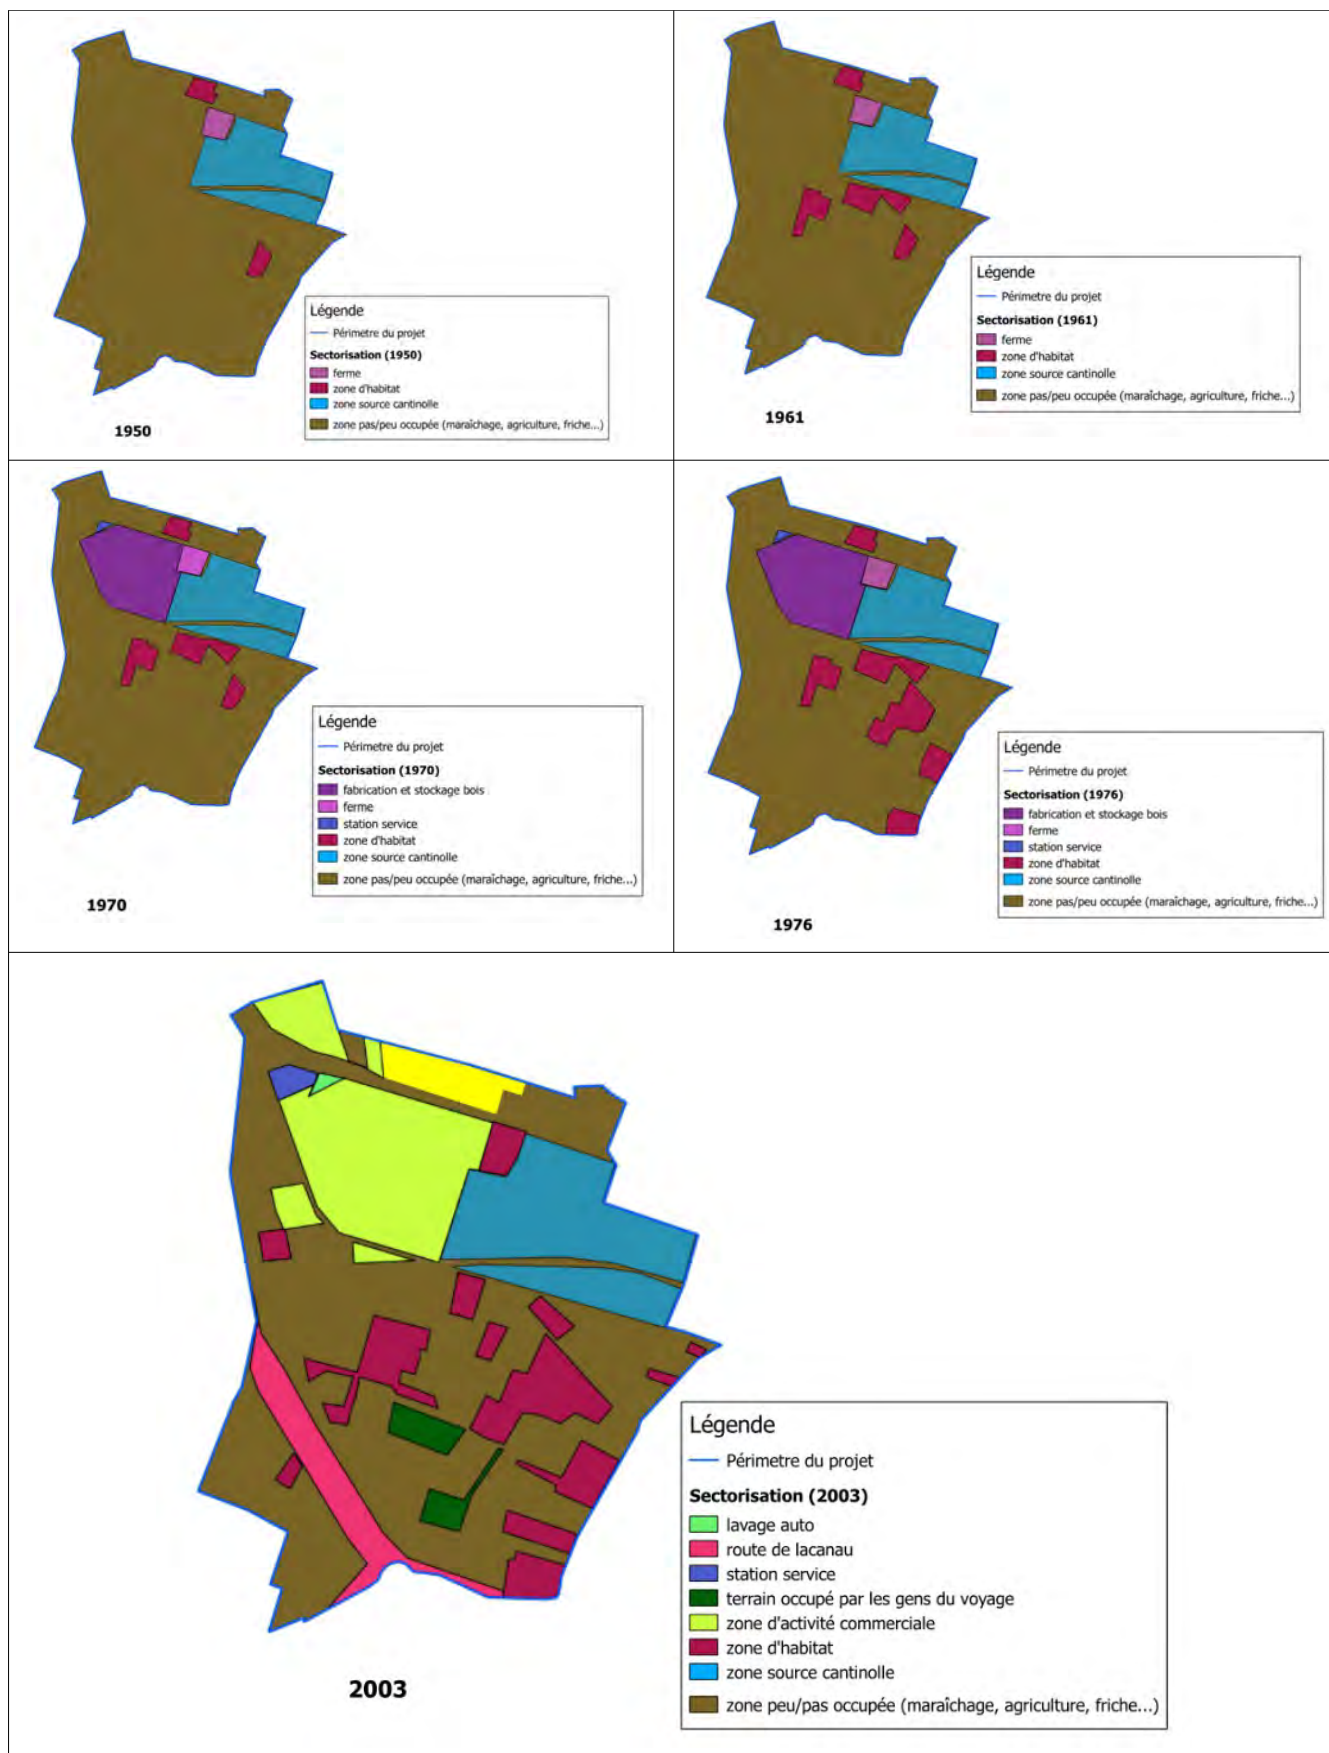 Légende
Périmetre du projet
Sectorisation (1950)
ferme
zone d'habitat
zone source cantinolle
zone pas/peu occupée (maraîchage, agriculture, friche...)
1950
Légende
Périmetre du projet
Sectorisation (1961)
ferme
zone d'habitat
zone source cantinolle
zone pas/peu occupée (maraîchage, agriculture, friche...)
1961
Légende
Périmetre du projet
Sectorisation (1970)
fabrication et stockage bois
ferme
station service
zone d'habitat
zone source cantinolle
zone pas/peu occupée (maraîchage, agriculture, friche...)
1970
Légende
Périmetre du projet
Sectorisation (1976)
fabrication et stockage bois
ferme
station service
zone d'habitat
zone source cantinolle
zone pas/peu occupée (maraîchage, agriculture, friche...)
1976
Légende
Périmetre du projet
Sectorisation (2003)
lavage auto
route de lacanau
station service
terrain occupé par les gens du voyage
zone d'activité commerciale
zone d'habitat
zone source cantinolle
zone peu/pas occupée (maraîchage, agriculture, friche...)
2003